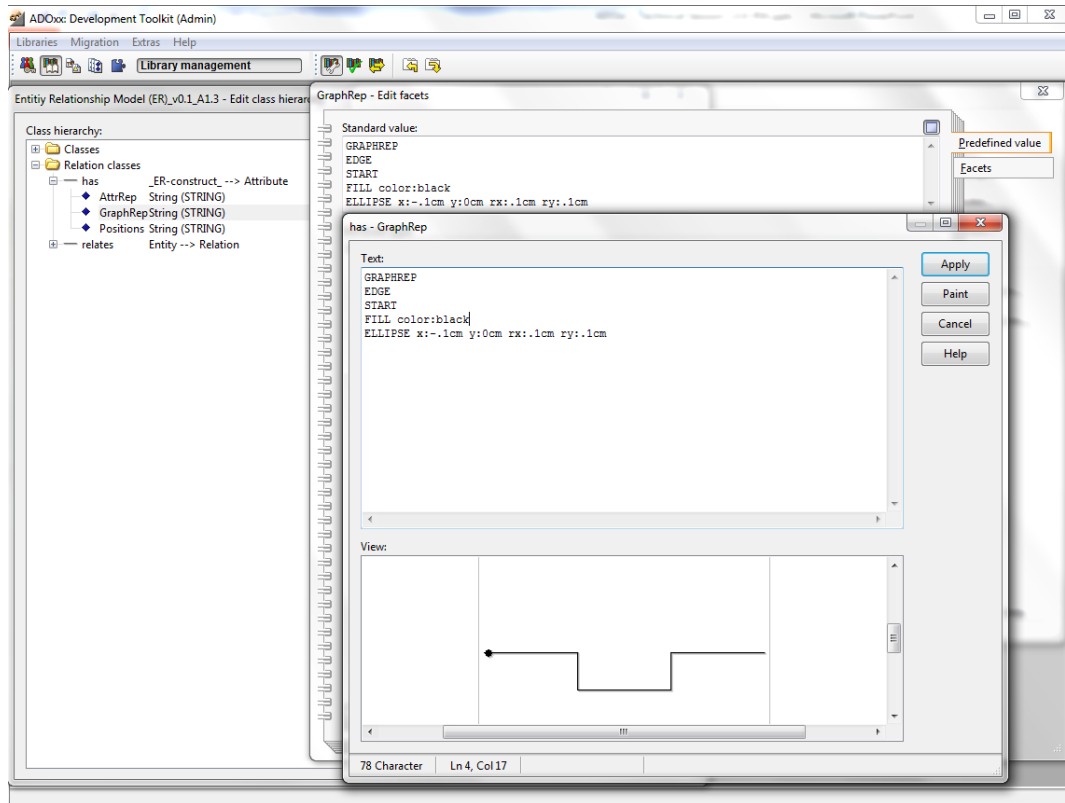 ADOxx: Development Toolkit (Admin)
Libraries Migration Extras Help
Library management
Entitiy Relationship Model (ER)_v0.1_A1.3 - Edit class hierar
Class hierarchy:
Classes
Relation classes
has _ER-construct_ --> Attribute
AttrRep String (STRING)
GraphRep String (STRING)
Positions String (STRING)
relates Entity --> Relation
GraphRep - Edit facets
Standard value:
GRAPHREP
EDGE
START
FILL color:black
ELLIPSE x:-.1cm y:0cm rx:.1cm ry:.1cm
Predefined value
Facets
has - GraphRep
Text:
GRAPHREP
EDGE
START
FILL color:black
ELLIPSE x:-.1cm y:0cm rx:.1cm ry:.1cm
Apply
Paint
Cancel
Help
View:
78 Character Ln 4, Col 17